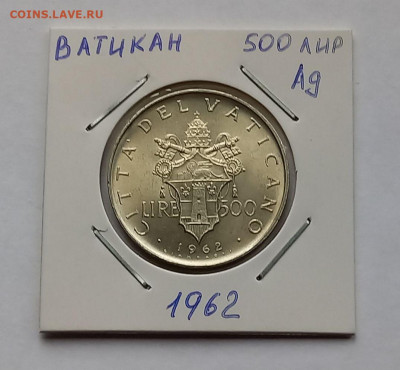 COINS.LAVE.RU
ВАТИКАН 500 ЛИР
Ag
CITTA' DEL VATICANO
LIRE 500
· 1962 ·
1962